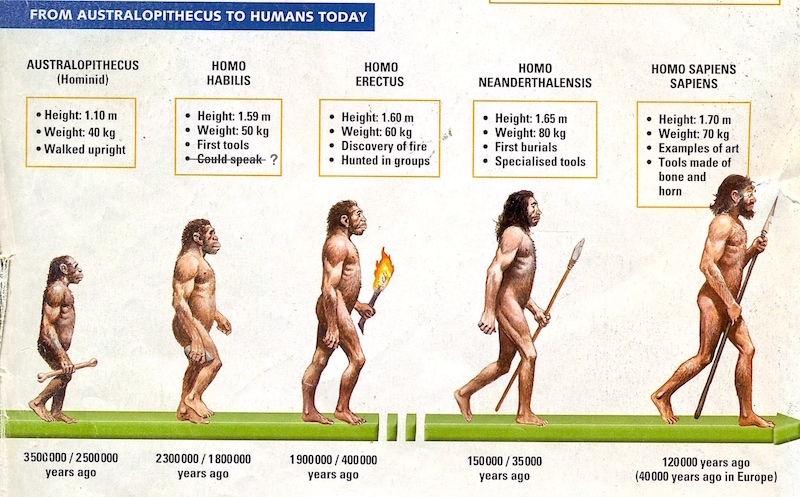 FROM AUSTRALOPITHECUS TO HUMANS TODAY
AUSTRALOPITHECUS
(Hominid)
• Height: 1.10 m
• Weight: 40 kg
• Walked upright
HOMO
HABILIS
• Height: 1.59 m
• Weight: 50 kg
• First tools
• Could speak ?
HOMO
ERECTUS
• Height: 1.60 m
• Weight: 60 kg
• Discovery of fire
• Hunted in groups
HOMO
NEANDERTHALENSIS
• Height: 1.65 m
• Weight: 80 kg
• First burials
• Specialised tools
HOMO SAPIENS
SAPIENS
• Height: 1.70 m
• Weight: 70 kg
• Examples of art
• Tools made of
bone and
horn
3500000 / 2500000
years ago
2300000 / 1800000
years ago
1900000 / 400000
years ago
150000 / 35000
years ago
120000 years ago
(40000 years ago in Europe)